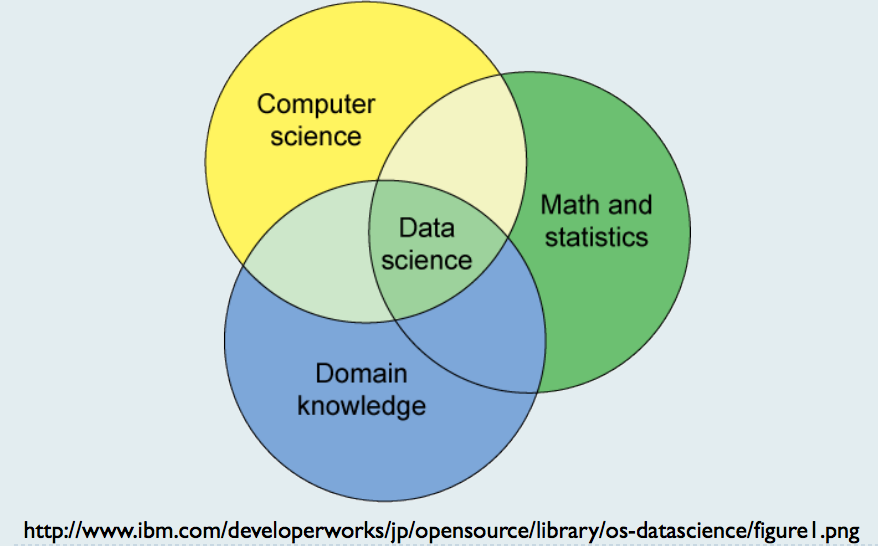 Computer
science
Math and
statistics
Data
science
Domain
knowledge
http://www.ibm.com/developerworks/jp/opensource/library/os-datascience/figure1.png